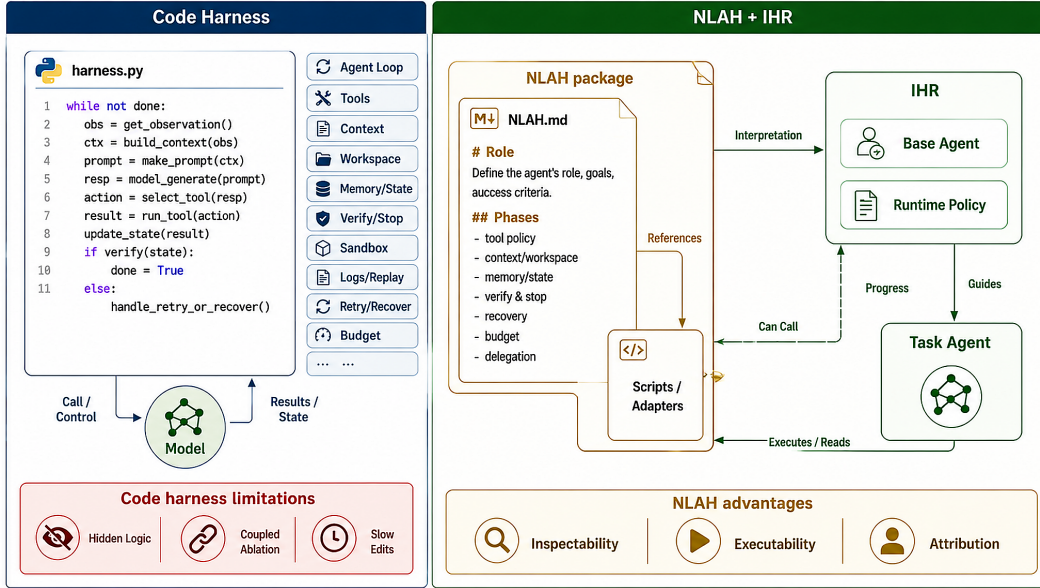 Code Harness
harness.py
1 while not done:
2 obs = get_observation()
3 ctx = build_context(obs)
4 prompt = make_prompt(ctx)
5 resp = model_generate(prompt)
6 action = select_tool(resp)
7 result = run_tool(action)
8 update_state(result)
9 if verify(state):
10 done = True
11 else:
handle_retry_or_recover()
Agent Loop
Tools
Context
Workspace
Memory/State
Verify/Stop
Sandbox
Logs/Replay
Retry/Recover
Budget
... ...
Call /
Control
Model
Results /
State
Code harness limitations
Hidden Logic
Coupled
Ablation
Slow
Edits
NLAH + IHR
NLAH package
M↓ NLAH.md
# Role
Define the agent's role, goals,
auccess criteria.
## Phases
- tool policy
- context/workspace
- memory/state
- verify & stop
- recovery
- budget
- delegation
References
</>
Scripts /
Adapters
Interpretation
IHR
Base Agent
Runtime Policy
Progress
Guides
Can Call
Task Agent
Executes / Reads
NLAH advantages
Inspectability
Executability
Attribution